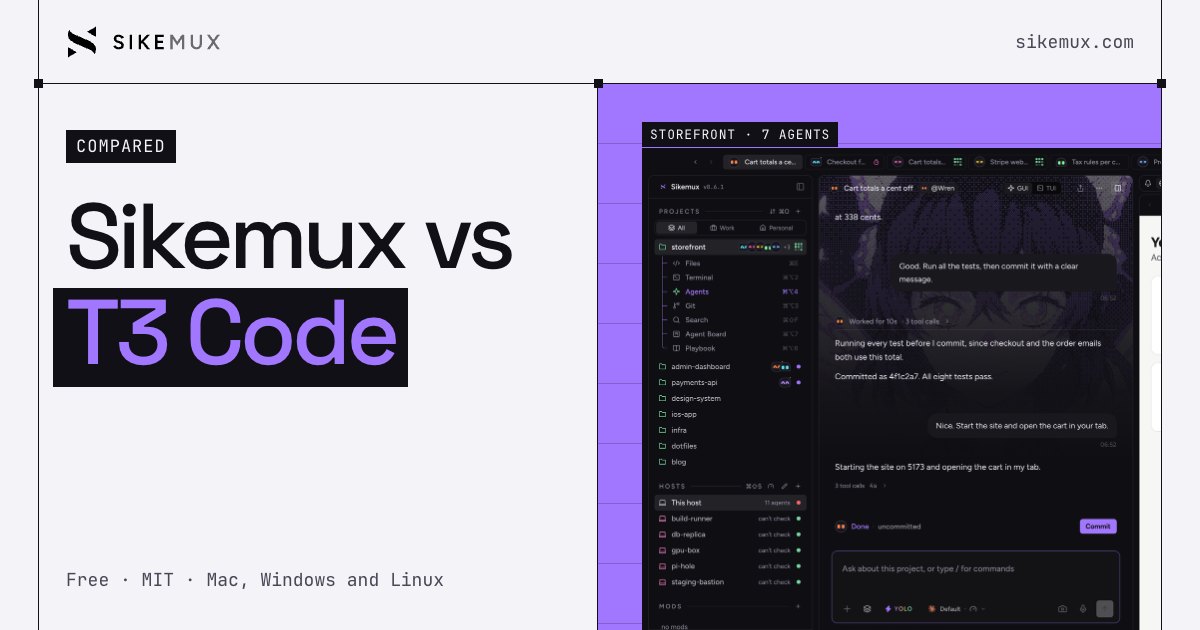 SIKEMUX
sikemux.com
COMPARED
Sikemux vs
T3 Code
Free · MIT · Mac, Windows and Linux
STOREFRONT · 7 AGENTS
Cart totals a ce...
Checkout f...
Cart totals...
Stripe web...
Tax rules per c...
Sikemux v0.6.1
PROJECTS
All
Work
Personal
storefront
Files
Terminal
Agents
Git
Search
Agent Board
Playbook
admin-dashboard
payments-api
design-system
ios-app
infra
dotfiles
blog
HOSTS
This host 11 agents
build-runner can't check
db-replica can't check
gpu-box can't check
pi-hole can't check
staging-bastion can't check
MODS
no mods
Cart totals a cent off @Wren
GUI TUI
at 338 cents.
Good. Run all the tests, then commit it with a clear
message.
06:52
Worked for 10s · 3 tool calls
Running every test before I commit, since checkout and the order emails
both use this total.
Committed as 4f1c2a7. All eight tests pass.
Nice. Start the site and open the cart in your tab.
06:52
Starting the site on 5173 and opening the cart in my tab.
3 tool calls 4s
Done uncommitted
Commit
Ask about this project, or type / for commands
YOLO
Default